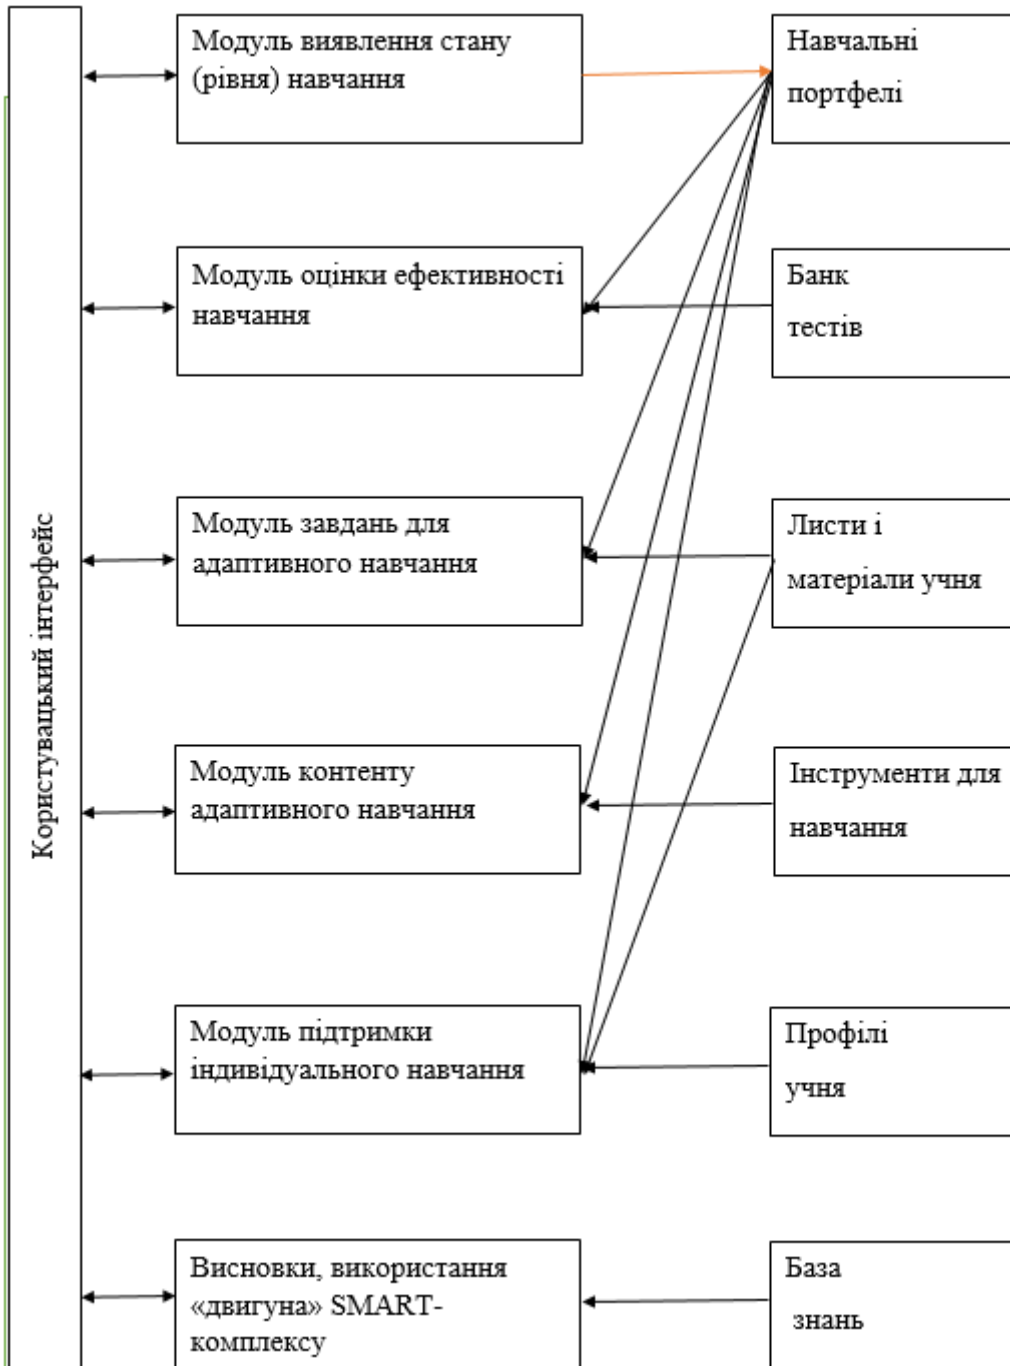 Користувацький інтерфейс
Модуль виявлення стану
(рівня) навчання
Навчальні
портфелі
Модуль оцінки ефективності
навчання
Банк
тестів
Модуль завдань для
адаптивного навчання
Листи і
матеріали учня
Модуль контенту
адаптивного навчання
Інструменти для
навчання
Модуль підтримки
індивідуального навчання
Профілі
учня
Висновки, використання
«двигуна» SMART-
комплексу
База
знань